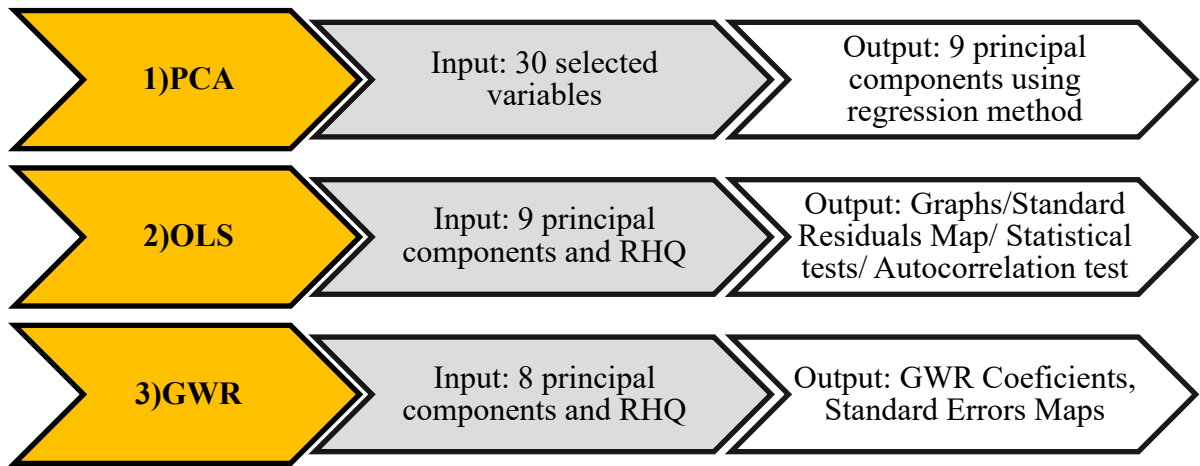 1)PCA
Input: 30 selected
variables
Output: 9 principal
components using
regression method
2)OLS
Input: 9 principal
components and RHQ
Output: Graphs/Standard
Residuals Map/ Statistical
tests/ Autocorrelation test
3)GWR
Input: 8 principal
components and RHQ
Output: GWR Coeficients,
Standard Errors Maps